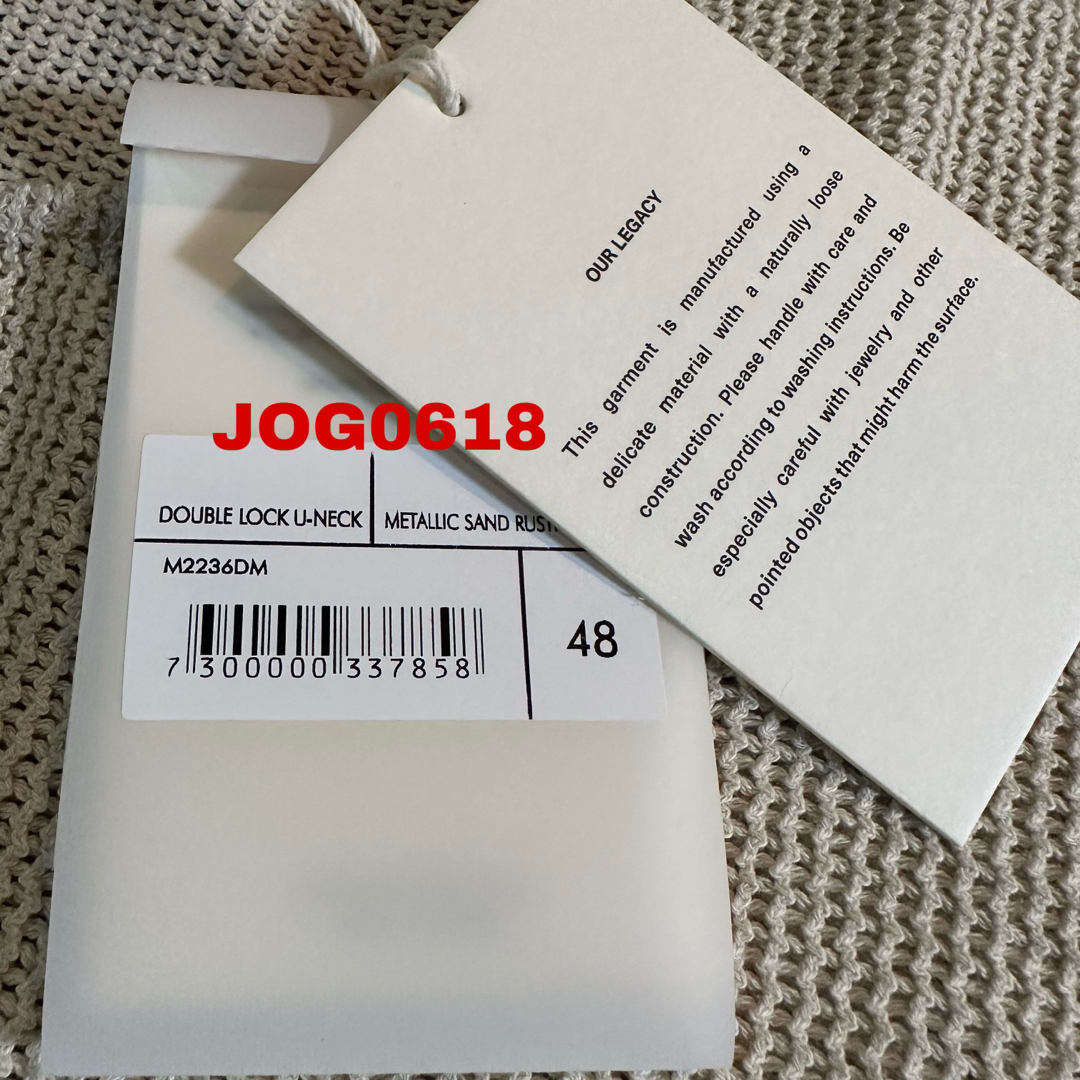 OUR LEGACY
This garment is manufactured using a
delicate material with a naturally loose
construction. Please handle with care and
wash according to washing instructions. Be
especially careful with jewelry and other
pointed objects that might harm the surface.
JOG0618
DOUBLE LOCK U-NECK
METALLIC SAND
M2236DM
7 300000 337858
48